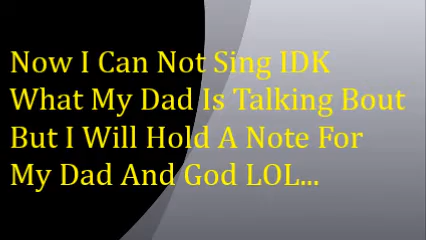 Now I Can Not Sing IDK
What My Dad Is Talking Bout
But I Will Hold A Note For
My Dad And God LOL...